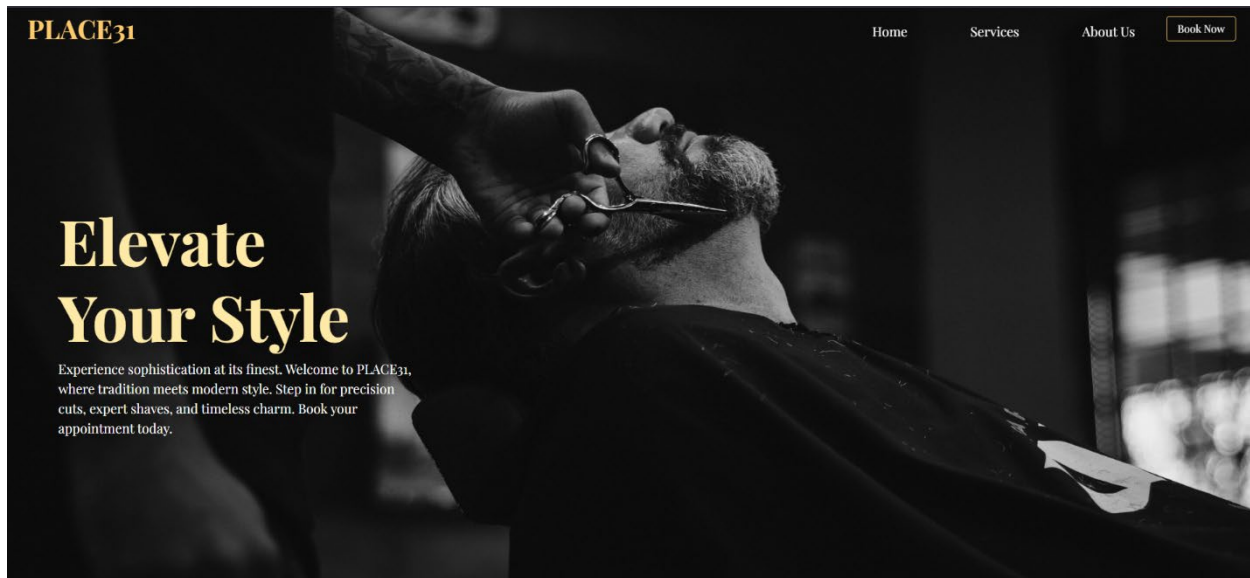 PLACE31
Home Services About Us Book Now
Elevate
Your Style
Experience sophistication at its finest. Welcome to PLACE31,
where tradition meets modern style. Step in for precision
cuts, expert shaves, and timeless charm. Book your
appointment today.